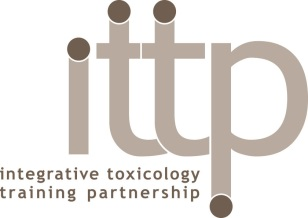 ittp
integrative toxicology
training partnership